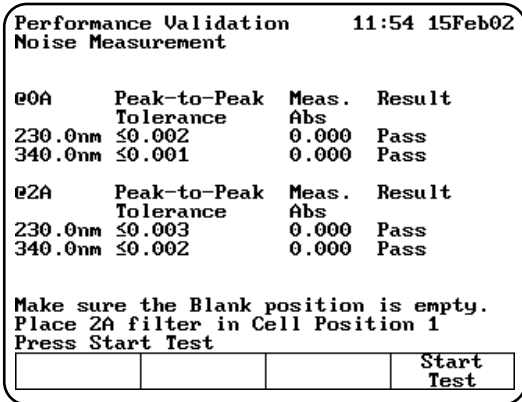 Performance Validation 11:54 15Feb02
Noise Measurement
@0A Peak-to-Peak Meas. Result
Tolerance Abs
230.0nm ≤0.002 0.000 Pass
340.0nm ≤0.001 0.000 Pass
@2A Peak-to-Peak Meas. Result
Tolerance Abs
230.0nm ≤0.003 0.000 Pass
340.0nm ≤0.002 0.000 Pass
Make sure the Blank position is empty.
Place 2A filter in Cell Position 1
Press Start Test
Start
Test